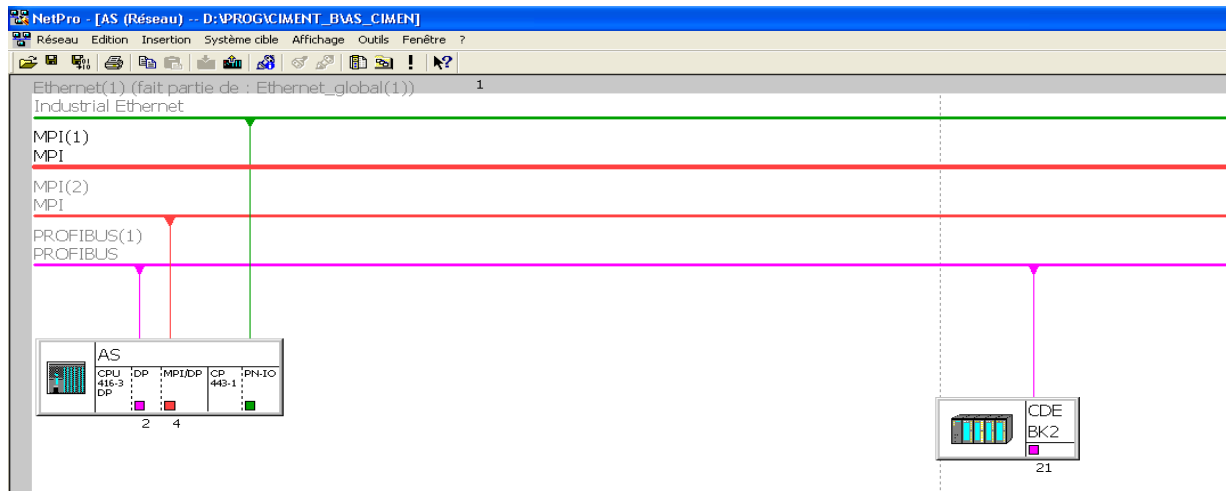 NetPro - [AS (Réseau) -- D:\PROG\CIMENT_B\AS_CIMEN]
Réseau Edition Insertion Système cible Affichage Outils Fenêtre ?
Ethernet(1) (fait partie de : Ethernet_global(1)) 1
Industrial Ethernet
MPI(1)
MPI
MPI(2)
MPI
PROFIBUS(1)
PROFIBUS
AS
CPU 416-3 DP
DP
MPI/DP
CP 443-1
PN-IO
2 4
CDE
BK2
21